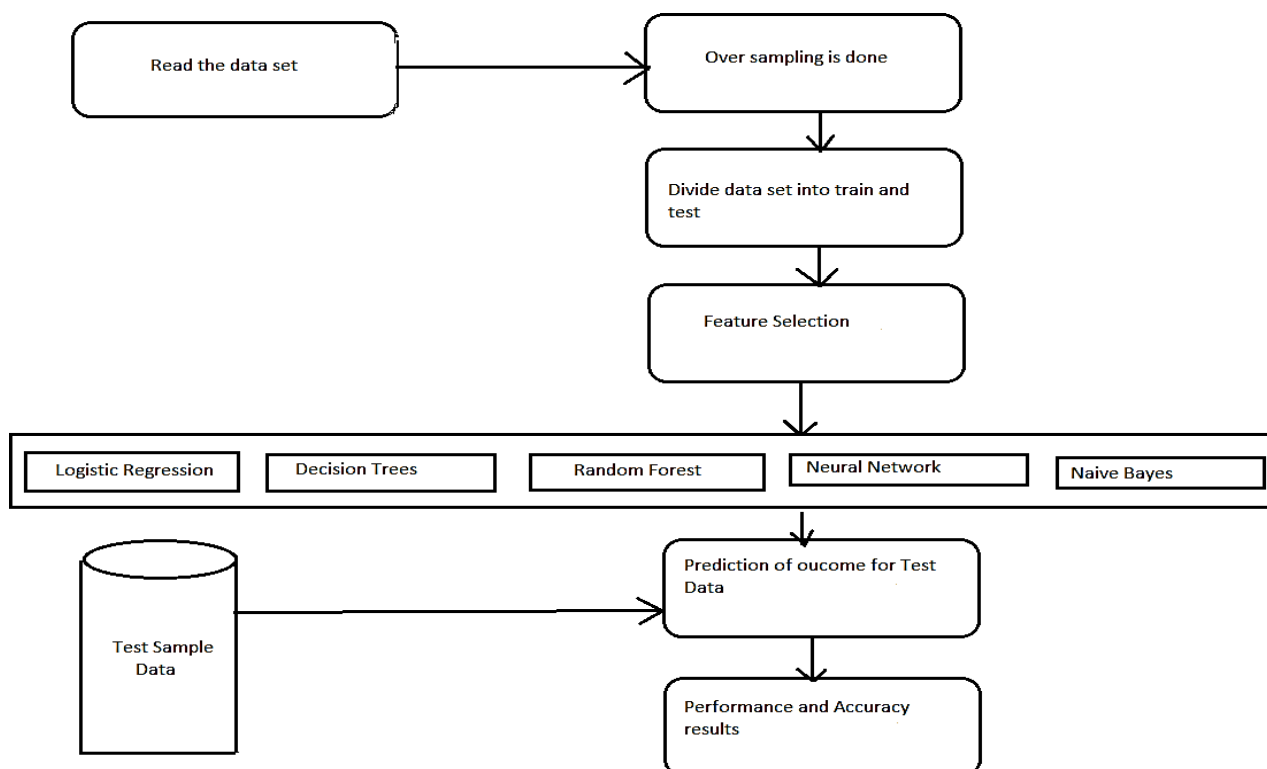 Read the data set
Over sampling is done
Divide data set into train and
test
Feature Selection
Logistic Regression
Decision Trees
Random Forest
Neural Network
Naive Bayes
Prediction of oucome for Test
Data
Test Sample
Data
Performance and Accuracy
results